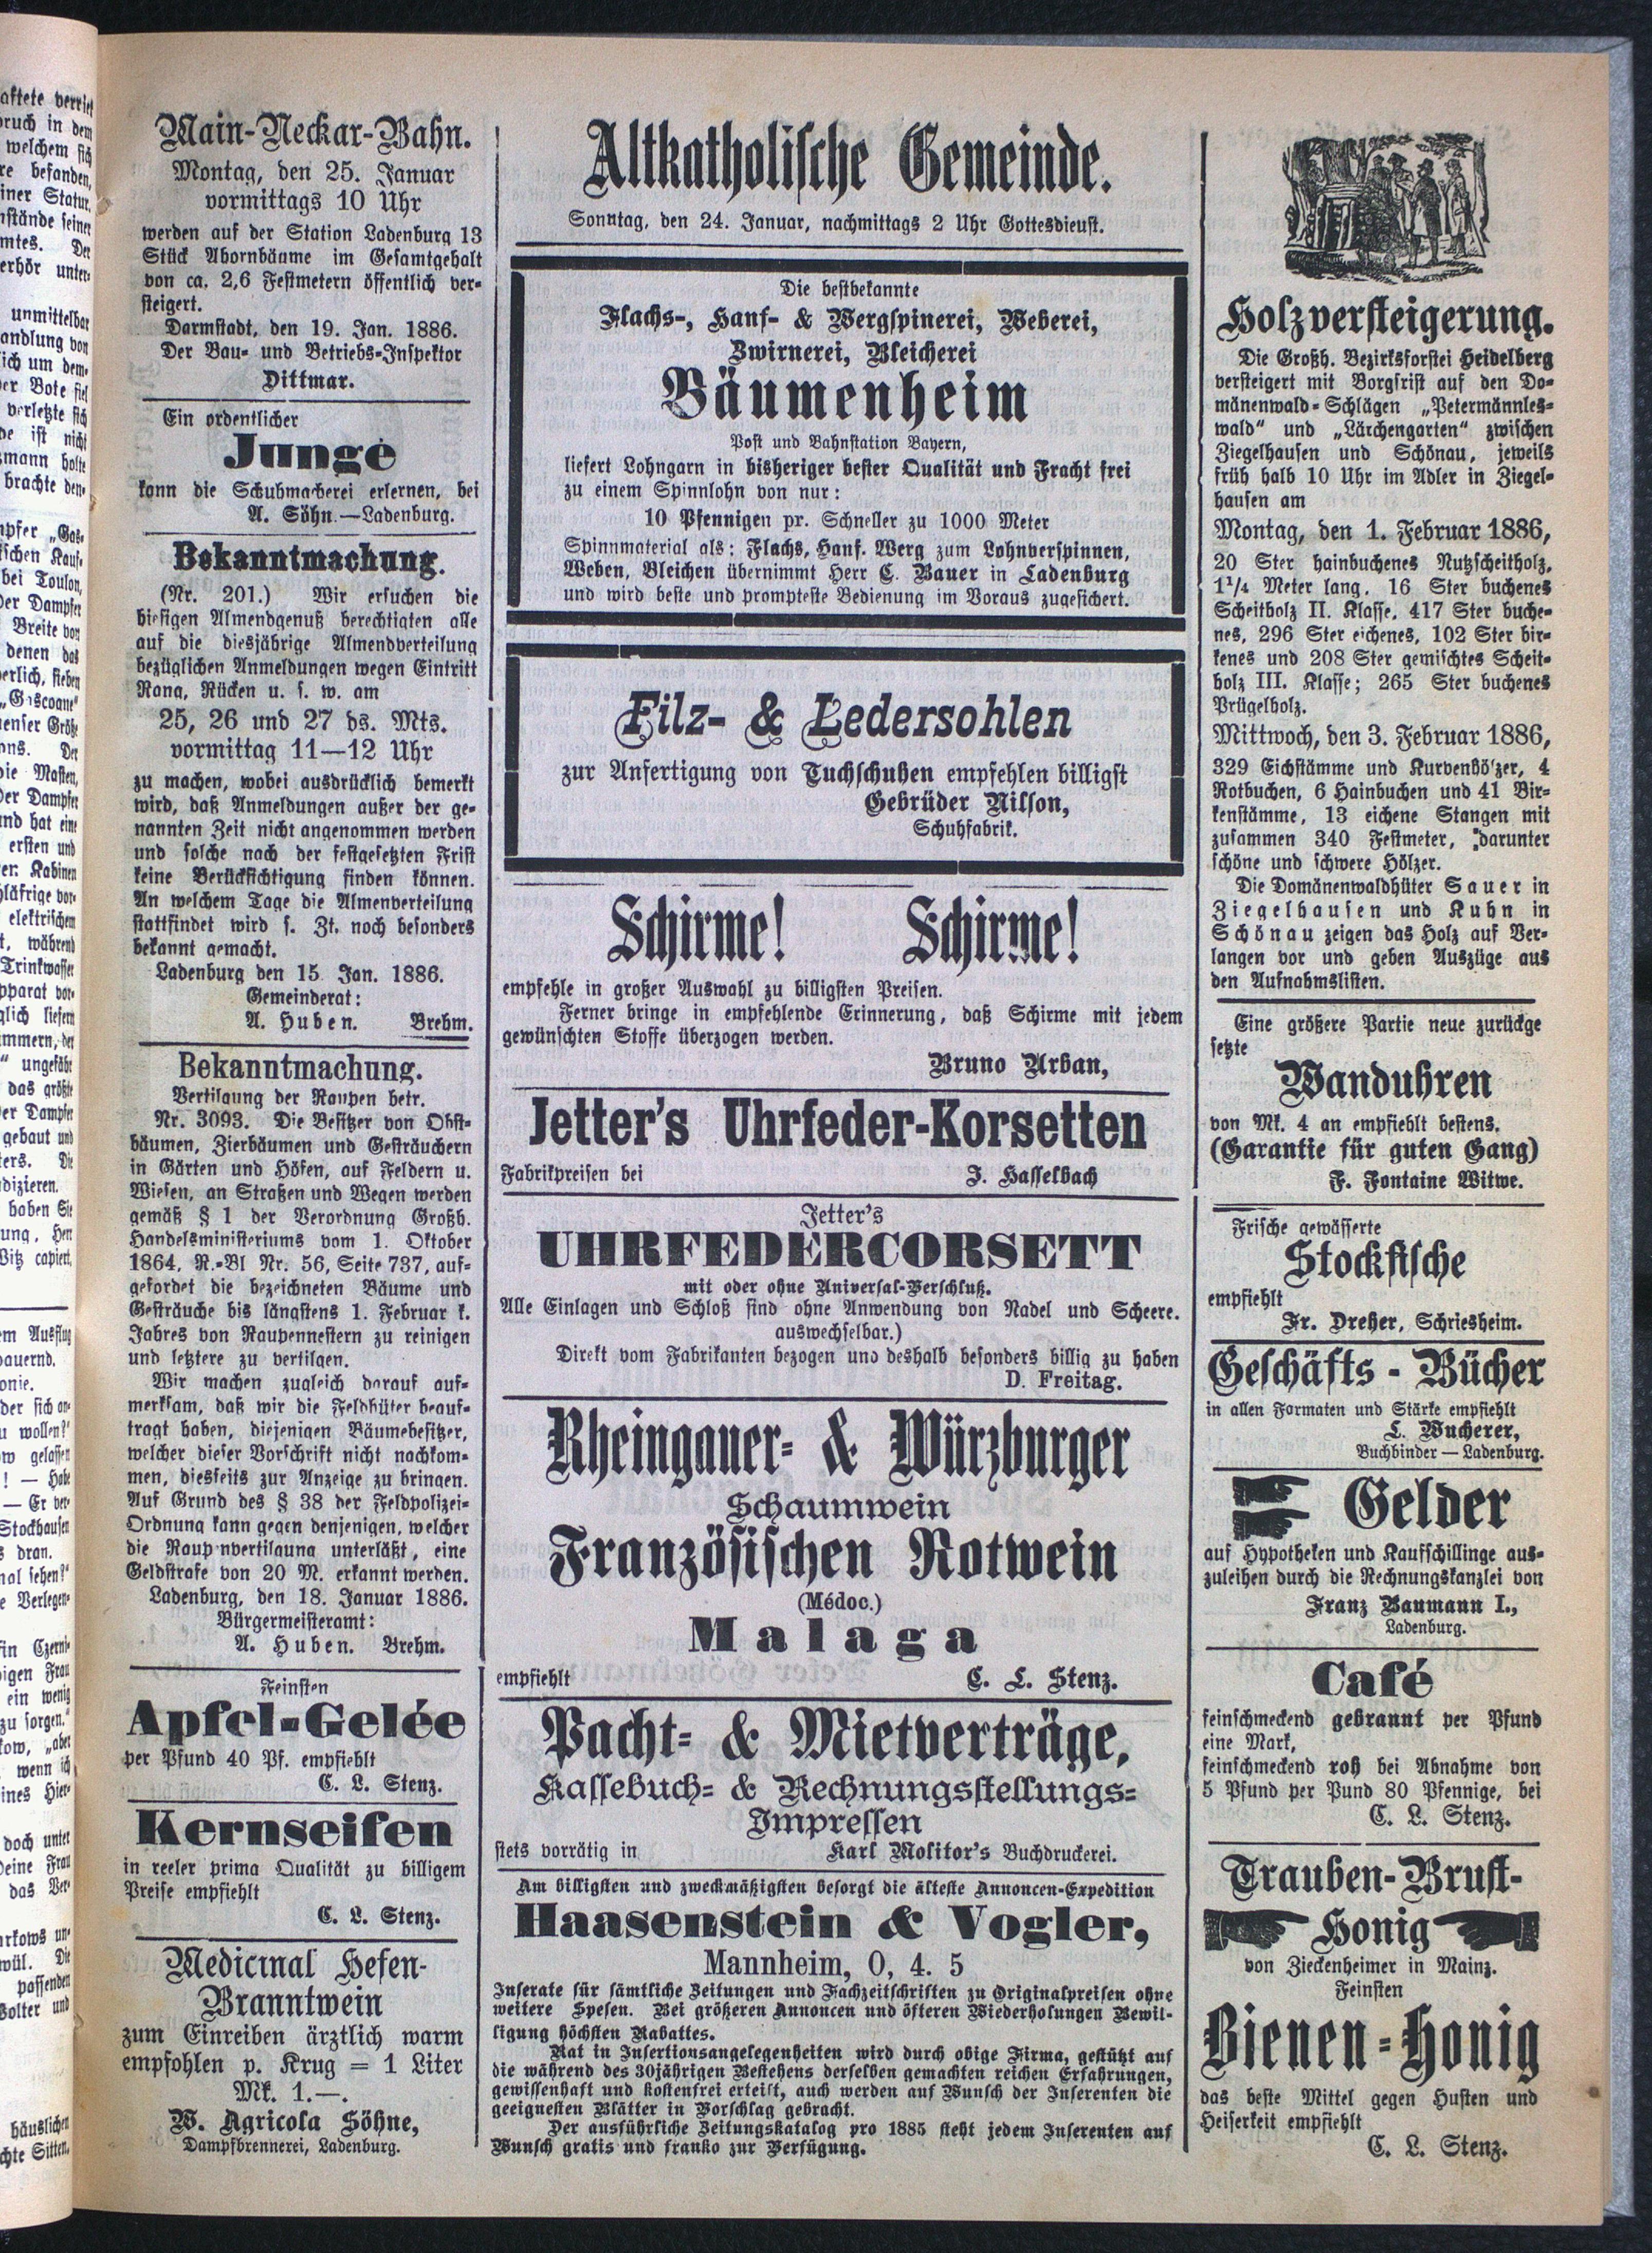 Main-Neckar-Bahn.
Montag, den 25. Januar
vormittags 10 Uhr
werden auf der Station Ladenburg 13
Stück Ahornbäume im Gesamtgehalt
von ca. 2,6 Festmetern öffentlich ver-
steigert.
Darmstadt, den 19. Jan. 1886.
Der Bau- und Betriebs-Inspektor
Dittmar.
Ein ordentlicher
Junge
kann die Schuhmacherei erlernen, bei
A. Söhn.—Ladenburg.
Bekanntmachung.
(Nr. 201.) Wir ersuchen die
hiesigen Almendgenuß berechtigten alle
auf die diesjährige Almendverteilung
bezüglichen Anmeldungen wegen Eintritt
Rang, Rücken u. s. w. am
25, 26 und 27 ds. Mts.
vormittag 11—12 Uhr
zu machen, wobei ausdrücklich bemerkt
wird, daß Anmeldungen außer der ge-
nannten Zeit nicht angenommen werden
und solche nach der festgesetzten Frist
keine Berücksichtigung finden können.
An welchem Tage die Almenverteilung
stattfindet wird s. Zt. noch besonders
bekannt gemacht.
Ladenburg den 15 Jan. 1886.
Gemeinderat:
A. Huben. Brehm.
Bekanntmachung.
Vertilgung der Raupen betr.
Nr. 3093. Die Besitzer von Obst-
bäumen, Zierbäumen und Gesträuchern
in Gärten und Höfen, auf Feldern u.
Wiesen, an Straßen und Wegen werden
gemäß § 1 der Verordnung Großh.
Handelsministeriums vom 1. Oktober
1864, R.-Bl Nr. 56, Seite 737, auf-
gefordet die bezeichneten Bäume und
Gesträuche bis längstens 1. Februar k.
Jahres von Raupennestern zu reinigen
und letztere zu vertilgen.
Wir machen zugleich darauf auf-
merksam, daß wir die Feldhüter beauf-
tragt haben, diejenigen Bäumebesitzer,
welcher dieser Vorschrift nicht nachkom-
men, diesseits zur Anzeige zu bringen.
Auf Grund des § 38 der Feldpolizei-
Ordnung kann gegen denjenigen, welcher
die Raupenvertilgung unterläßt, eine
Geldstrafe von 20 M. erkannt werden.
Ladenburg, den 18. Januar 1886.
Bürgermeisteramt:
A. Huben. Brehm.
Feinsten
Apfel-Gelée
per Pfund 40 Pf. empfiehlt
C. L. Stenz.
Kernseifen
in reeler prima Qualität zu billigem
Preise empfiehlt
C. L. Stenz.
Medicinal Hefen-
Branntwein
zum Einreiben ärztlich warm
empfohlen p. Krug = 1 Liter
Mk. 1.—.
W. Agricola Söhne,
Dampfbrennerei, Ladenburg.
Altkatholische Gemeinde.
Sonntag, den 24. Januar, nachmittags 2 Uhr Gottesdienst.
Die bestbekannte
Flachs-, Hanf- & Wergspinerei, Weberei,
Zwirnerei, Bleicherei
Bäumenheim
Post und Bahnstation Bayern,
liefert Lohngarn in bisheriger bester Qualität und Fracht frei
zu einem Spinnlohn von nur:
10 Pfennigen pr. Schneller zu 1000 Meter
Spinnmaterial als: Flachs, Hanf, Werg zum Lohnverspinnen,
Weben, Bleichen übernimmt Herr C. Bauer in Ladenburg
und wird beste und prompteste Bedienung im Voraus zugesichert.
Filz- & Ledersohlen
zur Anfertigung von Tuchschuhen empfehlen billigst
Gebrüder Nilson,
Schuhfabrik.
Schirme! Schirme!
empfehle in großer Auswahl zu billigsten Preisen.
Ferner bringe in empfehlende Erinnerung, daß Schirme mit jedem
gewünschten Stoffe überzogen werden.
Bruno Urban,
Jetter's Uhrfeder-Korsetten
Fabrikpreisen bei J. Hasselbach
Jetter's
UHRFEDERCORSETT
mit oder ohne Universal-Verschluß.
Alle Einlagen und Schloß sind ohne Anwendung von Nadel und Scheere.
auswechselbar.)
Direkt vom Fabrikanten bezogen und deshalb besonders billig zu haben
D. Freitag.
Rheingauer- & Würzburger
Schaumwein
Französischen Rotwein
(Médoc.)
Malaga
empfiehlt C. L. Stenz.
Pacht- & Mietverträge,
Kassebuch- & Rechnungsstellungs-
Impressen
stets vorrätig in Karl Molitor's Buchdruckerei.
Am billigsten und zweckmäßigsten besorgt die älteste Annoncen-Expedition
Haasenstein & Vogler,
Mannheim, O, 4. 5
Inserate für sämtliche Zeitungen und Fachzeitschriften zu Originalpreisen ohne
weitere Spesen. Bei größeren Annoncen und öfteren Wiederholungen Bewil-
ligung höchsten Rabattes.
Rat in Insertionsangelegenheiten wird durch obige Firma, gestützt auf
die während des 30jährigen Bestehens derselben gemachten reichen Erfahrungen,
gewissenhaft und kostenfrei erteilt, auch werden auf Wunsch der Inserenten die
geeignesten Blätter in Vorschlag gebracht.
Der ausführliche Zeitungskatalog pro 1885 steht jedem Inserenten auf
Wunsch gratis und franko zur Verfügung.
Holzversteigerung.
Die Großh. Bezirksforstei Heidelberg
versteigert mit Borgfrist auf den Do-
mänenwald-Schlägen „Petermännles-
wald“ und „Lärchengarten“ zwischen
Ziegelhausen und Schönau, jeweils
früh halb 10 Uhr im Adler in Ziegel-
hausen am
Montag, den 1. Februar 1886,
20 Ster hainbuchenes Nutzscheitholz,
1¼ Meter lang, 16 Ster buchenes
Scheitholz II. Klasse, 417 Ster buche-
nes, 296 Ster eichenes, 102 Ster bir-
kenes und 208 Ster gemischtes Scheit-
holz III. Klasse; 265 Ster buchenes
Prügelholz.
Mittwoch, den 3. Februar 1886,
329 Eichstämme und Kurvenhölzer, 4
Rotbuchen, 6 Hainbuchen und 41 Bir-
kenstämme, 13 eichene Stangen mit
zusammen 340 Festmeter, darunter
schöne und schwere Hölzer.
Die Domänenwaldhüter Sauer in
Ziegelhausen und Kuhn in
Schönau zeigen das Holz auf Ver-
langen vor und geben Auszüge aus
den Aufnahmslisten.
Eine größere Partie neue zurückge
setzte
Wanduhren
von Mk. 4 an empfiehlt bestens.
(Garantie für guten Gang)
F. Fontaine Witwe.
Frische gewässerte
Stockfische
empfiehlt
Fr. Dreher, Schriesheim.
Geschäfts - Bücher
in allen Formaten und Stärke empfiehlt
L. Wucherer,
Buchbinder — Ladenburg.
Gelder
auf Hypotheken und Kaufschillinge aus-
zuleihen durch die Rechnungskanzlei von
Franz Baumann I.,
Ladenburg.
Café
feinschmeckend gebrannt per Pfund
eine Mark,
feinschmeckend roh bei Abnahme von
5 Pfund per Pund 80 Pfennige, bei
C. L. Stenz.
Trauben-Brust-
Honig
von Zieckenheimer in Mainz.
Feinsten
Bienen-Honig
das beste Mittel gegen Husten und
Heiserkeit empfiehlt
C. L. Stenz.